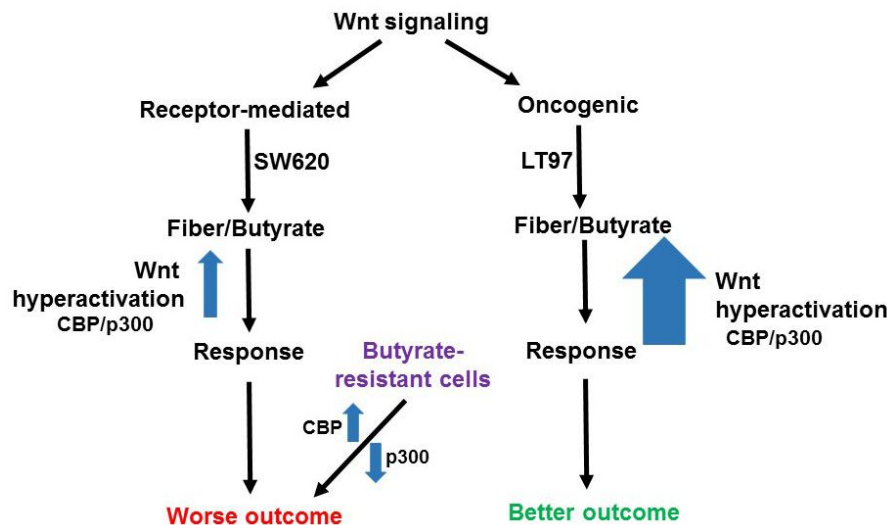 Wnt signaling
Receptor-mediated
Oncogenic
SW620
LT97
Fiber/Butyrate
Fiber/Butyrate
Wnt
hyperactivation
CBP/p300
Wnt
hyperactivation
CBP/p300
Response
Butyrate-
resistant cells
Response
CBP
p300
Worse outcome
Better outcome